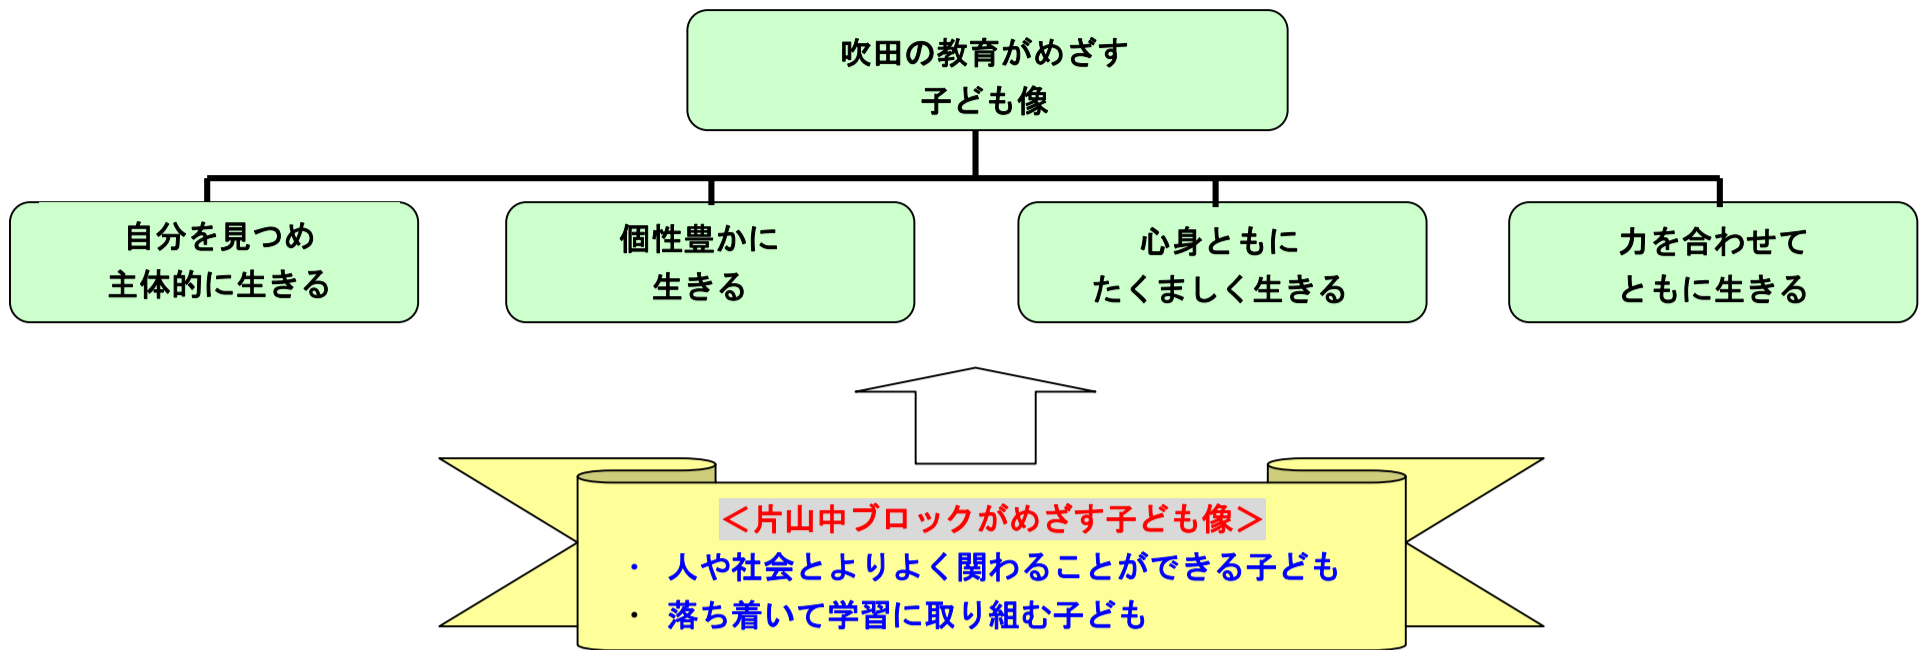 吹田の教育がめざす
子ども像
自分を見つめ
主体的に生きる
個性豊かに
生きる
心身ともに
たくましく生きる
力を合わせて
ともに生きる
＜片山中ブロックがめざす子ども像＞
・ 人や社会とよりよく関わることができる子ども
・ 落ち着いて学習に取り組む子ども